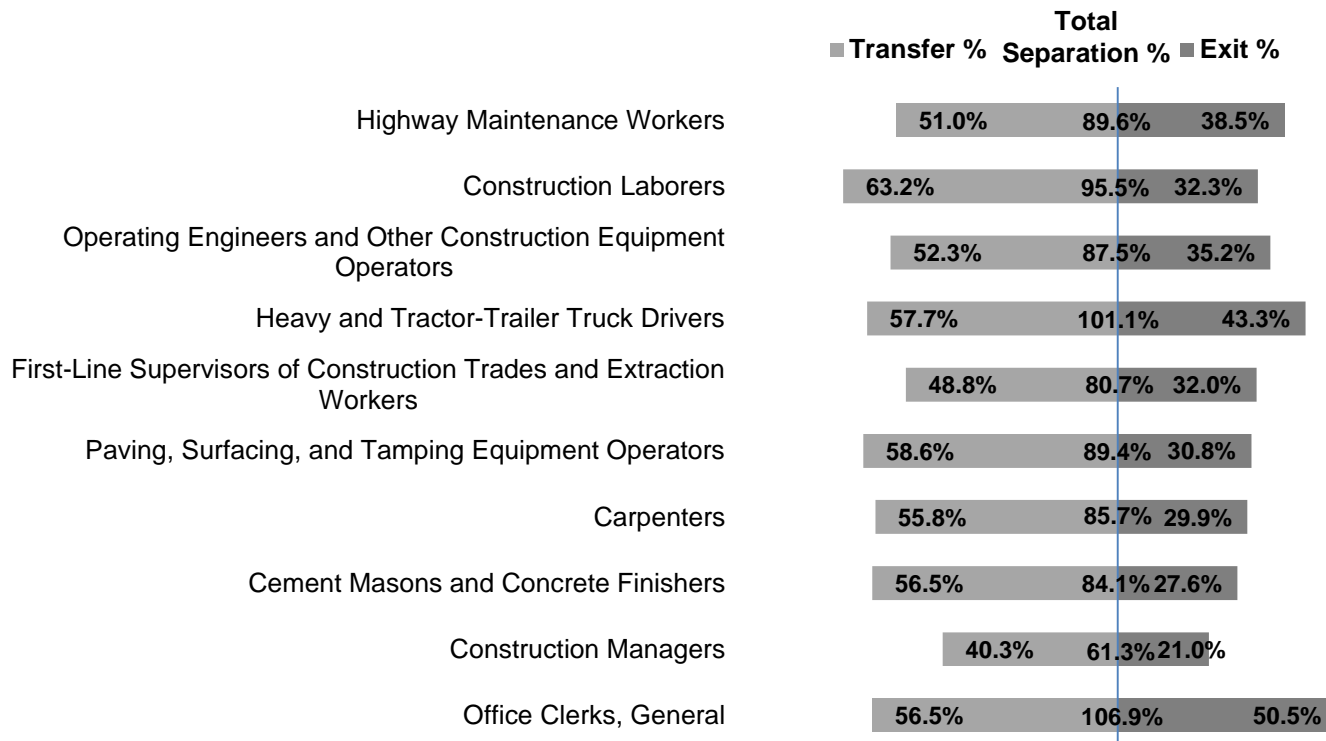 Total
Transfer % Separation % Exit %
Highway Maintenance Workers 51.0% 89.6% 38.5%
Construction Laborers 63.2% 95.5% 32.3%
Operating Engineers and Other Construction Equipment
Operators 52.3% 87.5% 35.2%
Heavy and Tractor-Trailer Truck Drivers 57.7% 101.1% 43.3%
First-Line Supervisors of Construction Trades and Extraction
Workers 48.8% 80.7% 32.0%
Paving, Surfacing, and Tamping Equipment Operators 58.6% 89.4% 30.8%
Carpenters 55.8% 85.7% 29.9%
Cement Masons and Concrete Finishers 56.5% 84.1% 27.6%
Construction Managers 40.3% 61.3% 21.0%
Office Clerks, General 56.5% 106.9% 50.5%